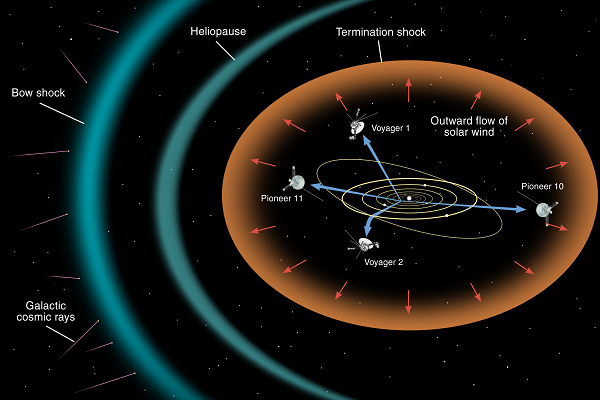 Heliopause
Termination shock
Bow shock
Voyager 1
Outward flow of
solar wind
Pioneer 11
Pioneer 10
Voyager 2
Galactic
cosmic rays